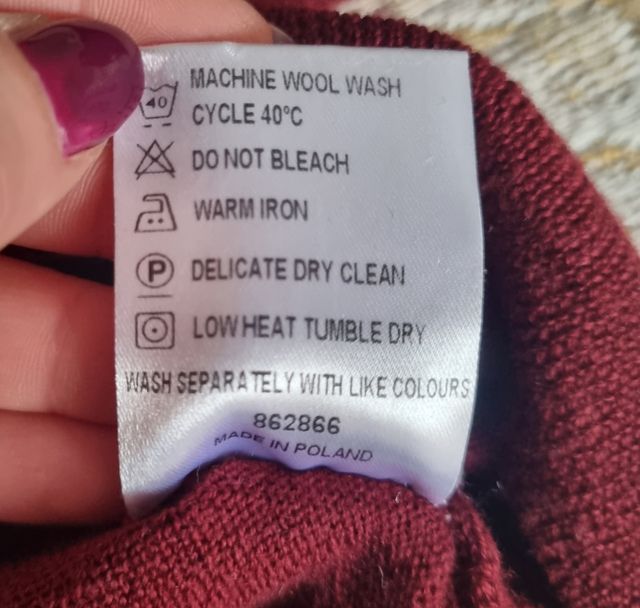 40 MACHINE WOOL WASH
CYCLE 40°C
DO NOT BLEACH
WARM IRON
P DELICATE DRY CLEAN
LOW HEAT TUMBLE DRY
WASH SEPARATELY WITH LIKE COLOURS
862866
MADE IN POLAND